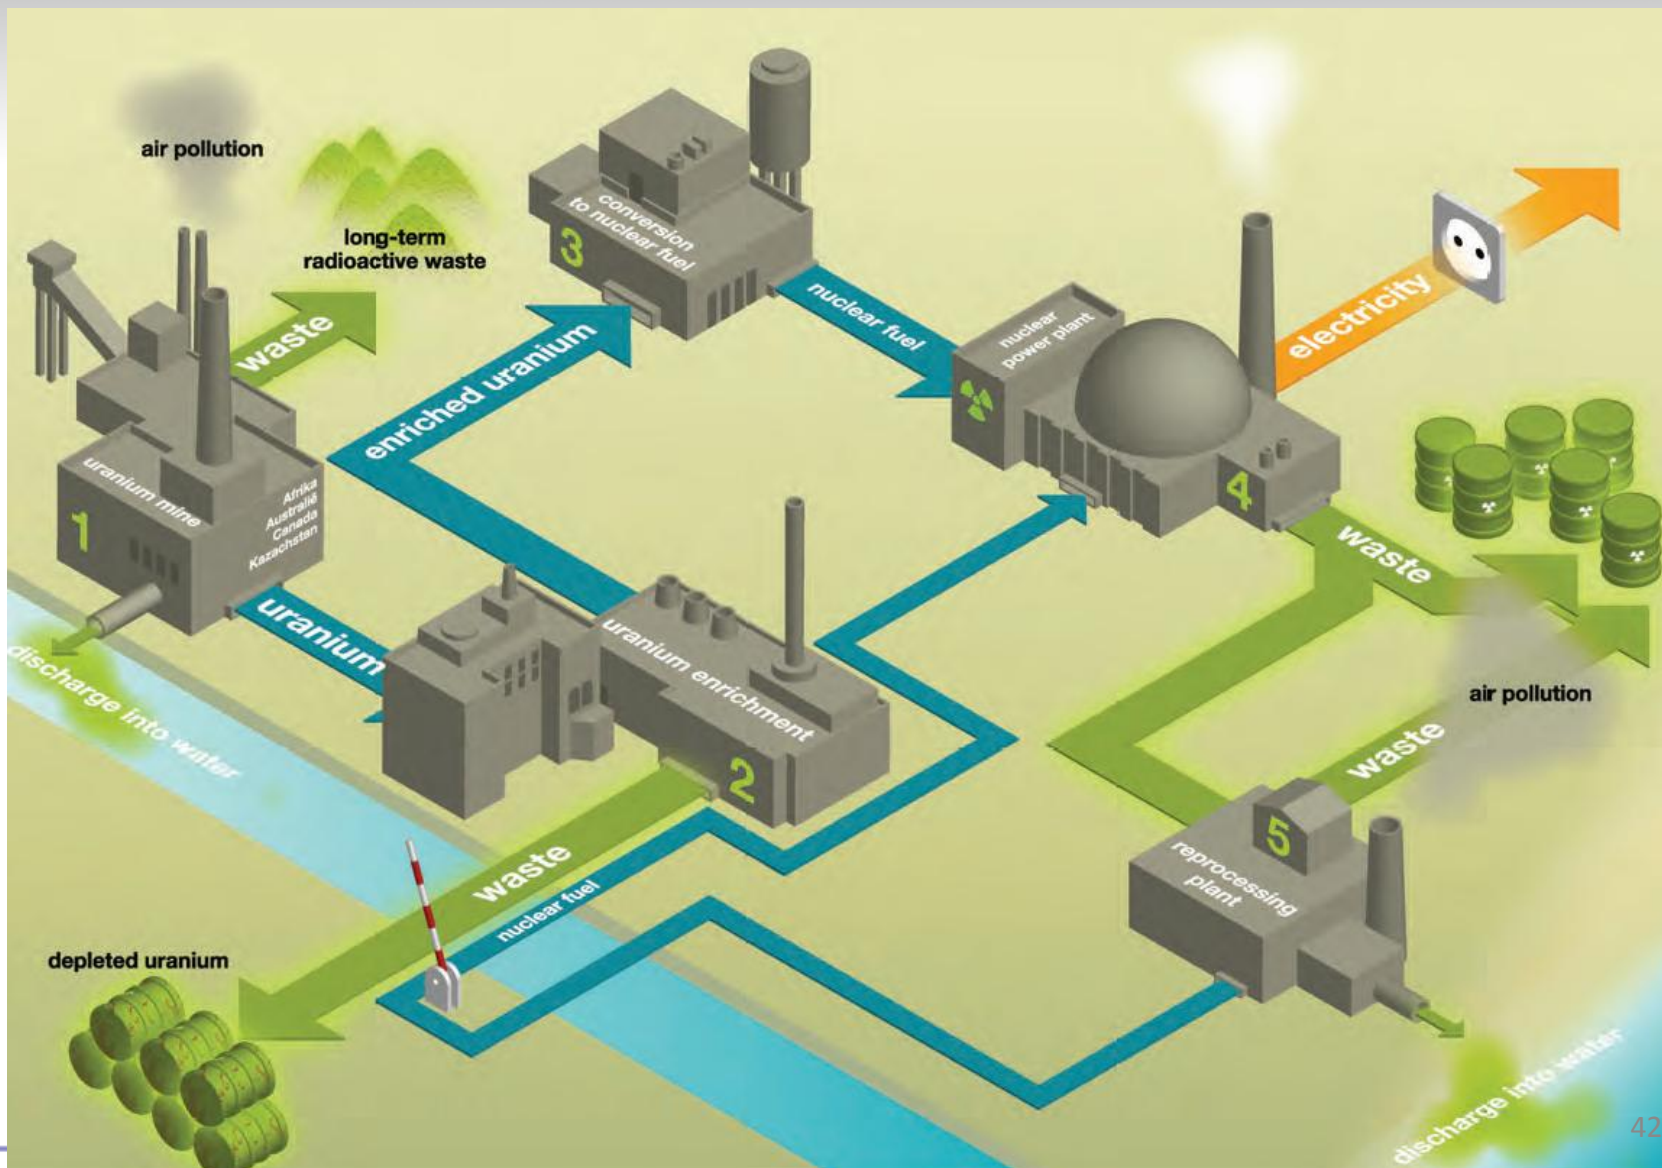 air pollution
long-term
radioactive waste
waste
uranium mine
1
Afrika
Australië
Canada
Kazachstan
discharge into water
uranium
enriched uranium
conversion
to nuclear fuel
3
nuclear fuel
nuclear
power plant
4
electricity
waste
air pollution
waste
uranium enrichment
2
waste
nuclear fuel
depleted uranium
5
reprocessing
plant
discharge into water
42